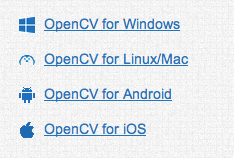 OpenCV for Windows
OpenCV for Linux/Mac
OpenCV for Android
OpenCV for iOS